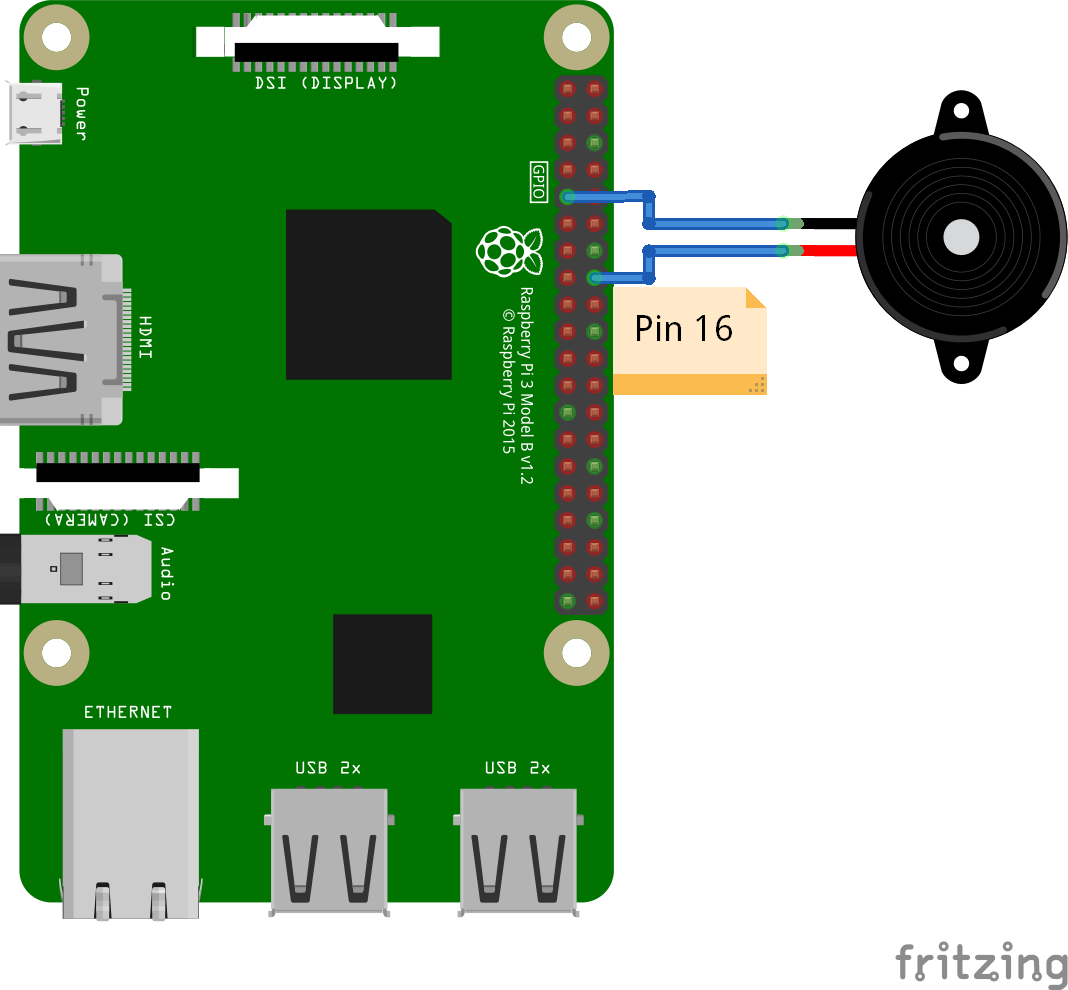 DSI (DISPLAY)
Power
GPIO
Raspberry Pi 3 Model B v1.2
© Raspberry Pi 2015
Pin 16
HDMI
CSI (CAMERA)
Audio
ETHERNET
USB 2x
USB 2x
fritzing